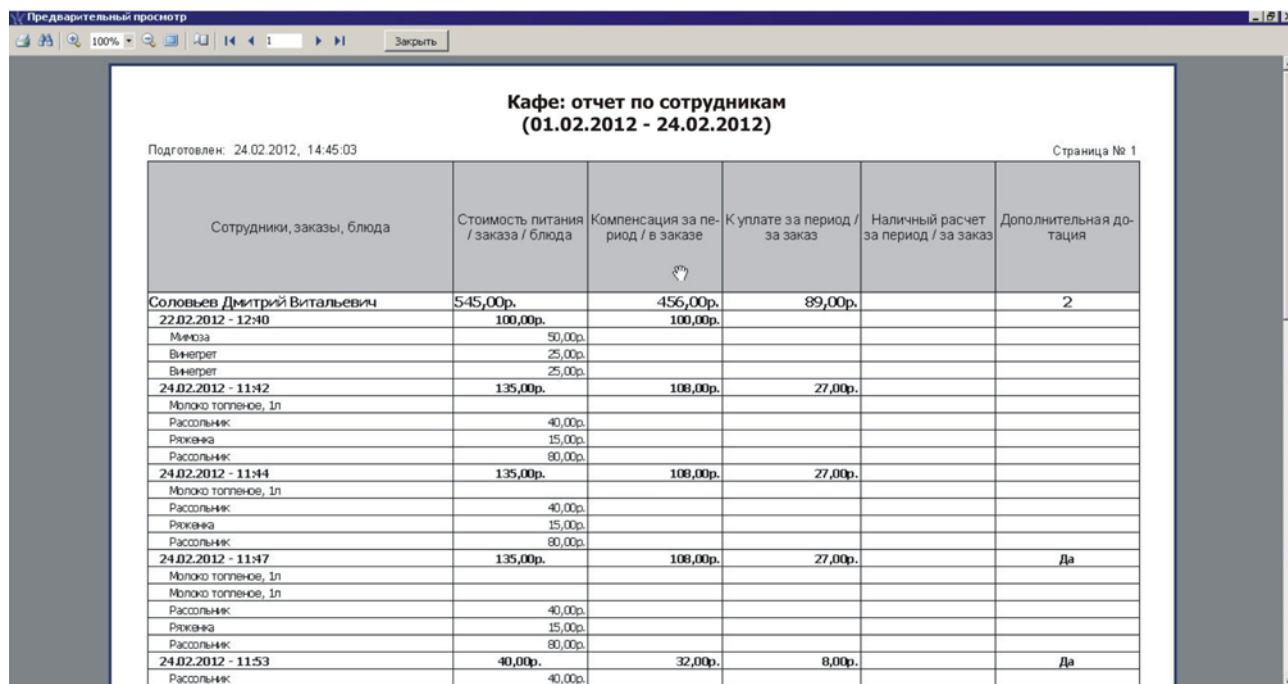 Предварительный просмотр
100% 1 Закрыть
Кафе: отчет по сотрудникам
(01.02.2012 - 24.02.2012)
Подготовлен: 24.02.2012, 14:45:03 Страница № 1
Сотрудники, заказы, блюда
Стоимость питания
/ заказа / блюда
Компенсация за пе-
риод / в заказе
К уплате за период /
за заказ
Наличный расчет
за период / за заказ
Дополнительная до-
тация
Соловьев Дмитрий Витальевич 545,00р. 456,00р. 89,00р. 2
22.02.2012 - 12:40 100,00р. 100,00р.
Мимоза 50,00р.
Винегрет 25,00р.
Винегрет 25,00р.
24.02.2012 - 11:42 135,00р. 108,00р. 27,00р.
Молоко топленое, 1л
Рассольник 40,00р.
Ряженка 15,00р.
Рассольник 80,00р.
24.02.2012 - 11:44 135,00р. 108,00р. 27,00р.
Молоко топленое, 1л
Рассольник 40,00р.
Ряженка 15,00р.
Рассольник 80,00р.
24.02.2012 - 11:47 135,00р. 108,00р. 27,00р. Да
Молоко топленое, 1л
Молоко топленое, 1л
Рассольник 40,00р.
Ряженка 15,00р.
Рассольник 80,00р.
24.02.2012 - 11:53 40,00р. 32,00р. 8,00р. Да
Рассольник 40,00р.